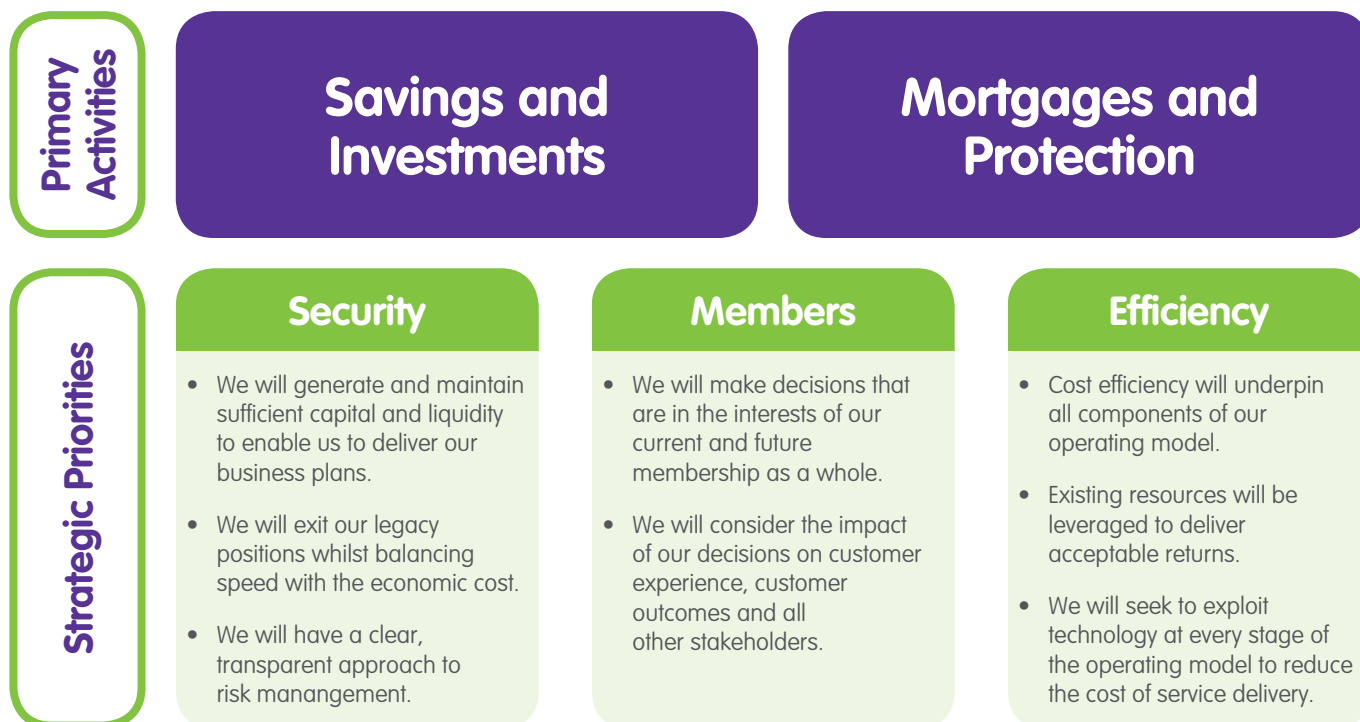 Primary
Activities
Savings and
Investments
Mortgages and
Protection
Strategic Priorities
Security
• We will generate and maintain
sufficient capital and liquidity
to enable us to deliver our
business plans.
• We will exit our legacy
positions whilst balancing
speed with the economic cost.
• We will have a clear,
transparent approach to
risk manangement.
Members
• We will make decisions that
are in the interests of our
current and future
membership as a whole.
• We will consider the impact
of our decisions on customer
experience, customer
outcomes and all
other stakeholders.
Efficiency
• Cost efficiency will underpin
all components of our
operating model.
• Existing resources will be
leveraged to deliver
acceptable returns.
• We will seek to exploit
technology at every stage of
the operating model to reduce
the cost of service delivery.